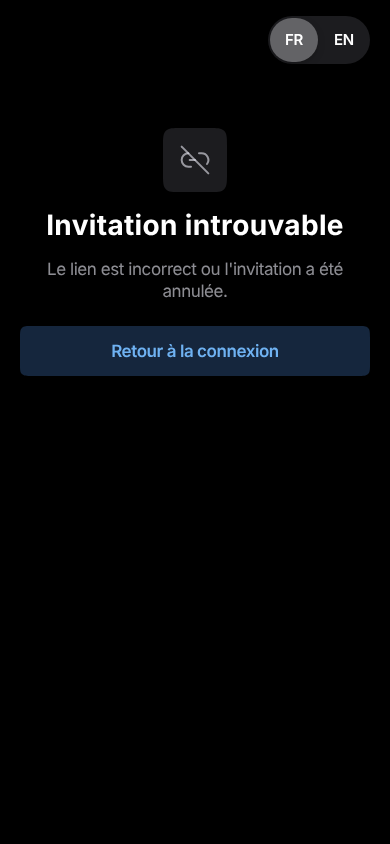 FR EN
Invitation introuvable
Le lien est incorrect ou l'invitation a été
annulée.
Retour à la connexion